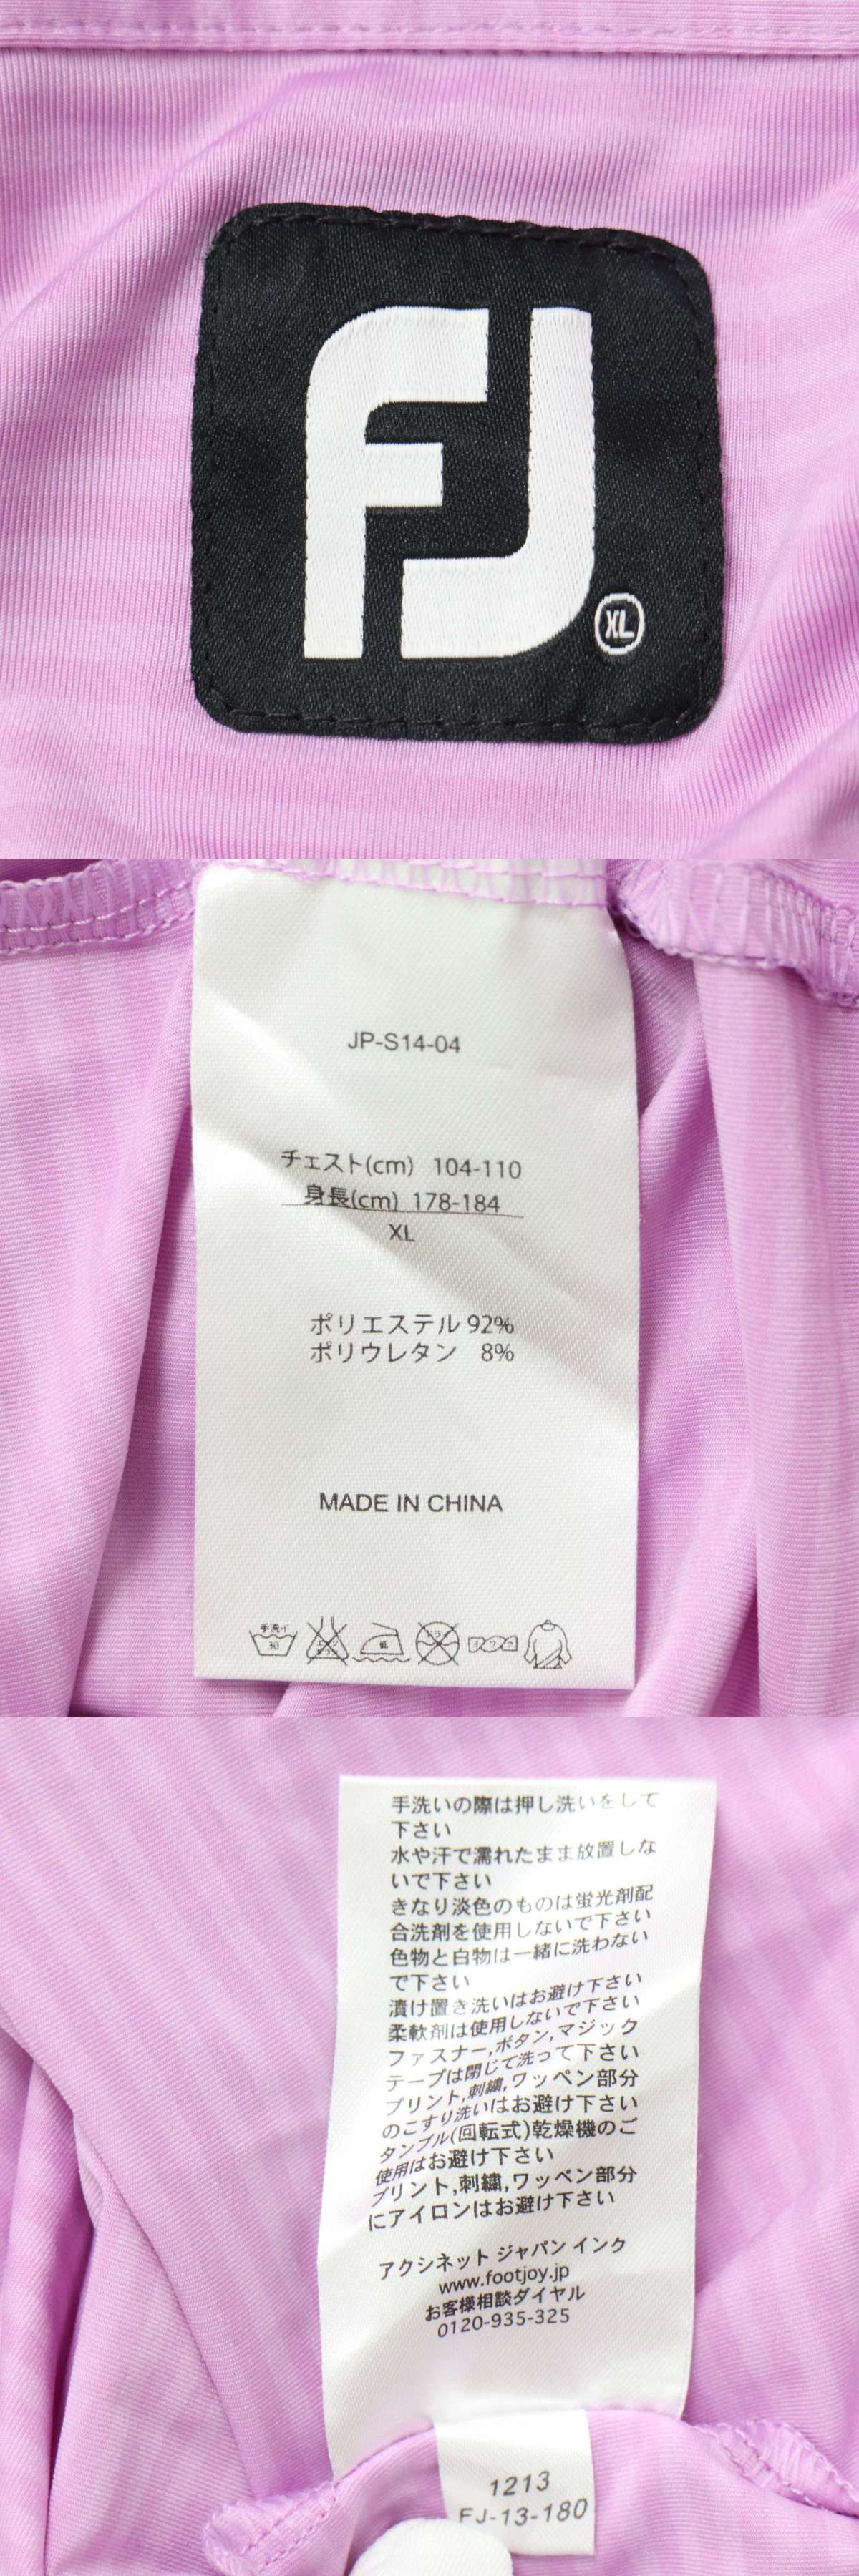 FJ
XL
JP-S14-04
チェスト(cm) 104-110
身長(cm) 178-184
XL
ポリエステル 92%
ポリウレタン 8%
MADE IN CHINA
手洗イ
30
低
手洗いの際は押し洗いをして
下さい
水や汗で濡れたまま放置しな
いで下さい
きなり淡色のものは蛍光剤配
合洗剤を使用しないで下さい
色物と白物は一緒に洗わない
で下さい
漬け置き洗いはお避け下さい
柔軟剤は使用しないで下さい
ファスナー,ボタン,マジック
テープは閉じて洗って下さい
プリント,刺繍,ワッペン部分
のこすり洗いはお避け下さい
タンブル(回転式)乾燥機のご
使用はお避け下さい
プリント,刺繍,ワッペン部分
にアイロンはお避け下さい
アクシネット ジャパン インク
www.footjoy.jp
お客様相談ダイヤル
0120-935-325
1213
FJ-13-180